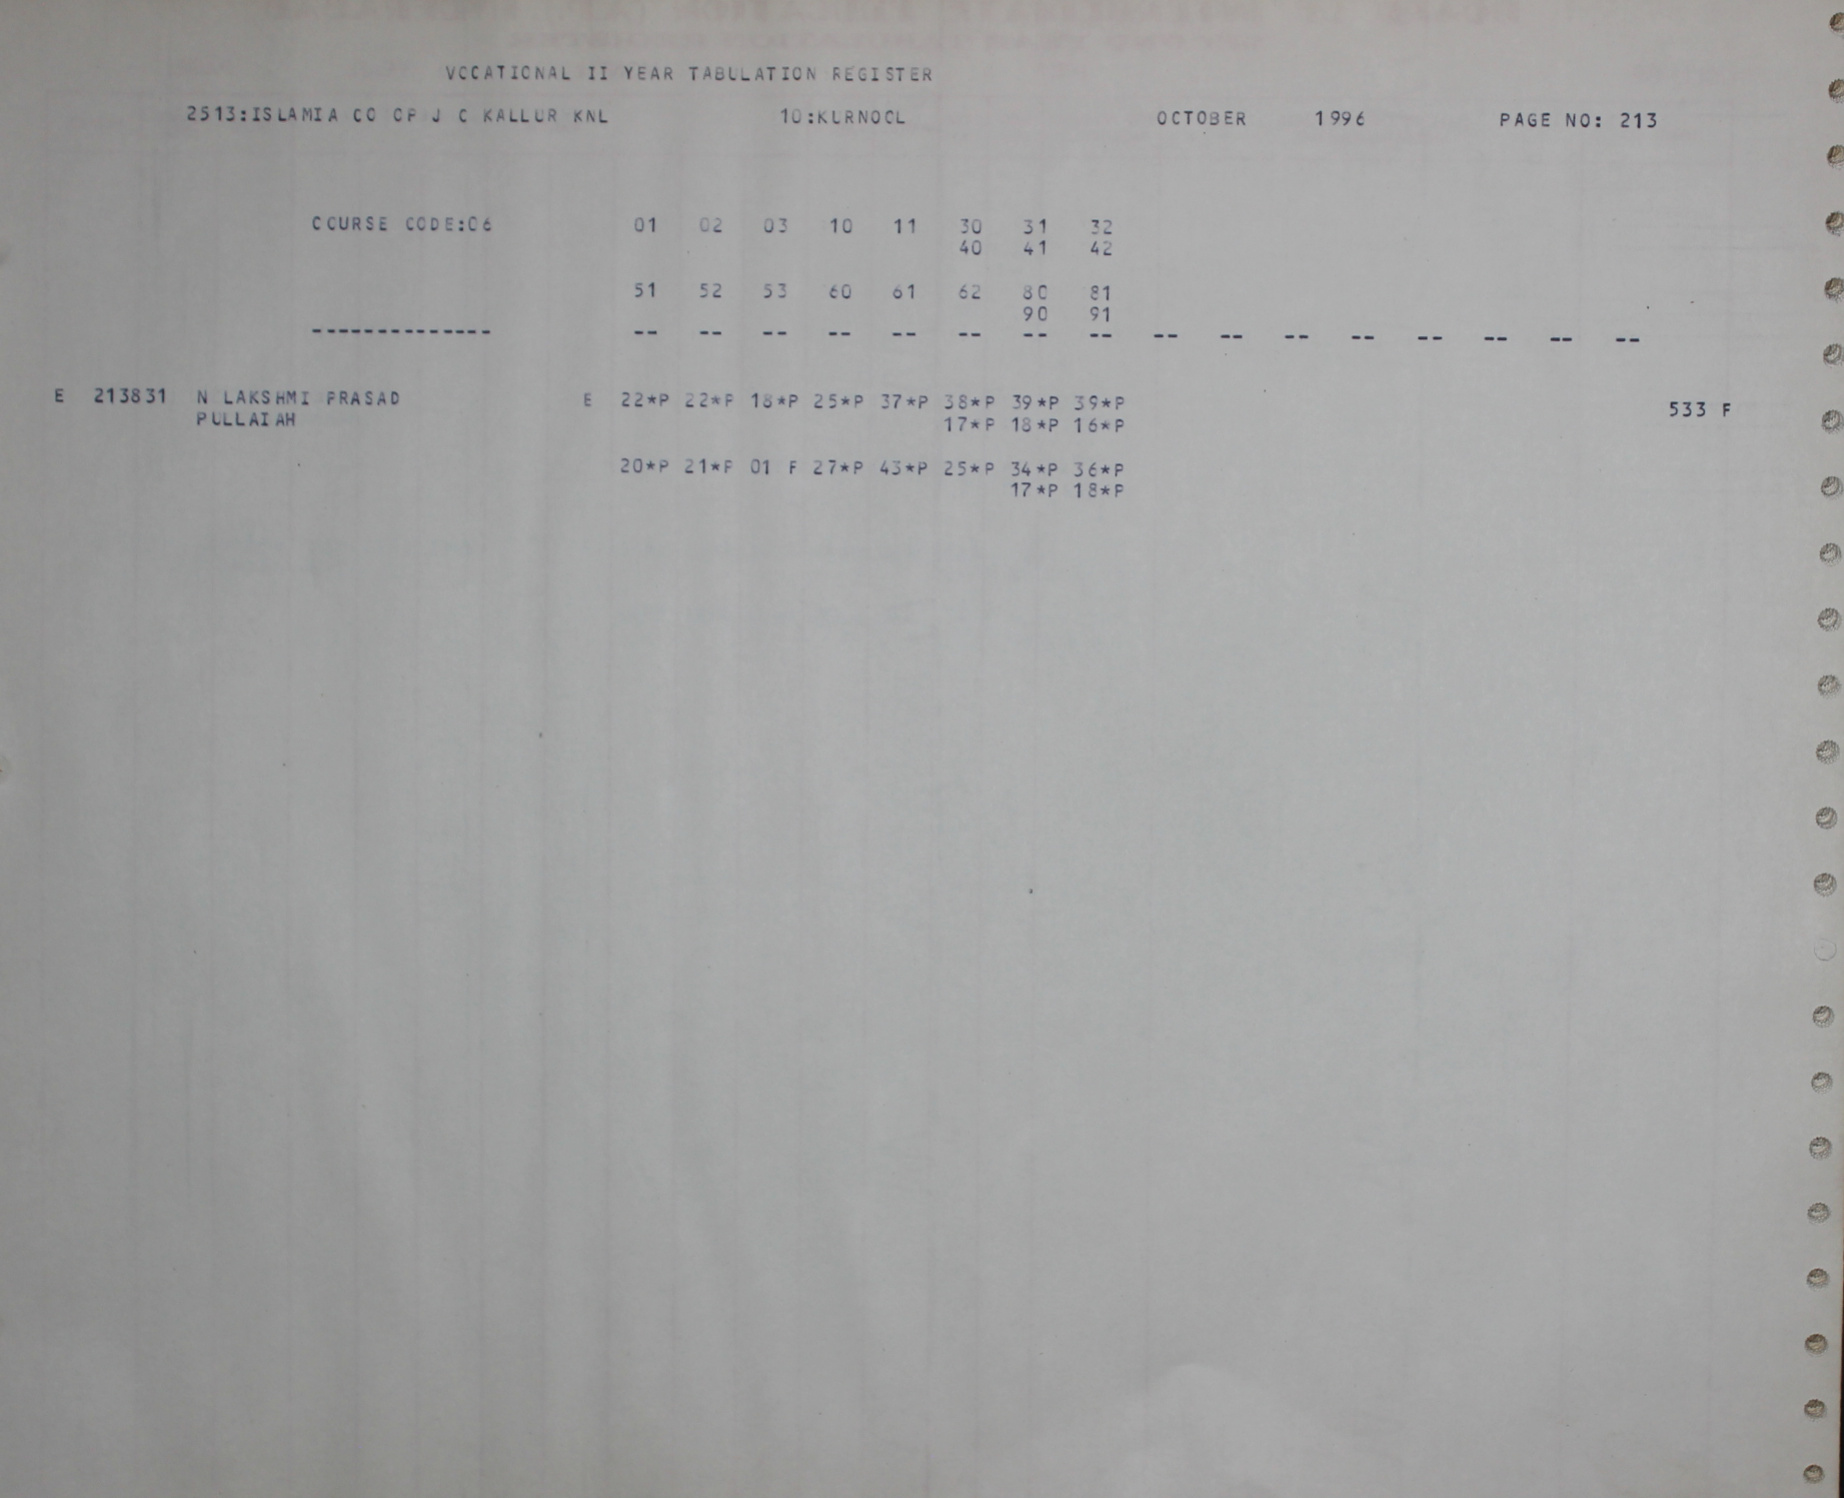 VOCATIONAL II YEAR TABULATION REGISTER
2513:ISLAMIA CO OP J C KALLUR KNL 10:KURNOOL OCTOBER 1996 PAGE NO: 213
COURSE CODE:06 01 02 03 10 11 30 31 32
40 41 42
51 52 53 60 61 62 80 81
90 91
-------------- -- -- -- -- -- -- -- -- -- -- -- -- -- -- -- --
E 213831 N LAKSHMI PRASAD E 22*P 22*P 18*P 25*P 37*P 38*P 39*P 39*P 533 F
PULLAIAH 17*P 18*P 16*P
20*P 21*P 01 F 27*P 43*P 25*P 34*P 36*P
17*P 18*P